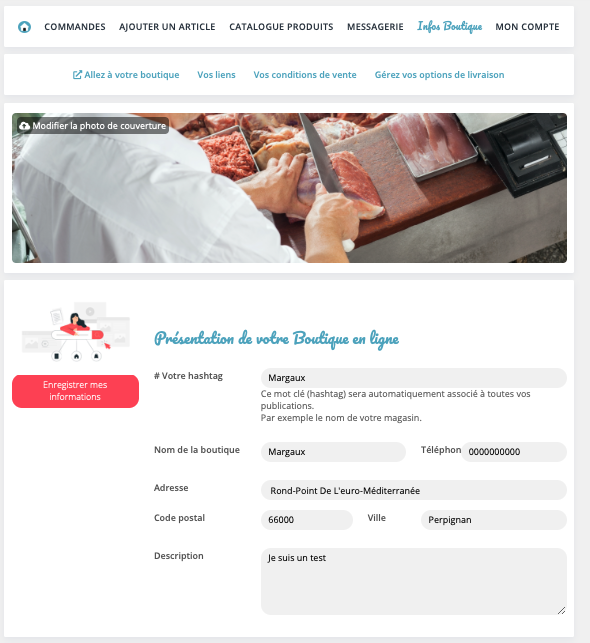 COMMANDES AJOUTER UN ARTICLE CATALOGUE PRODUITS MESSAGERIE Infos Boutique MON COMPTE
Allez à votre boutique Vos liens Vos conditions de vente Gérez vos options de livraison
Modifier la photo de couverture
Présentation de votre Boutique en ligne
Enregistrer mes
informations
# Votre hashtag Margaux
Ce mot clé (hashtag) sera automatiquement associé à toutes vos
publications.
Par exemple le nom de votre magasin.
Nom de la boutique Margaux Téléphon 0000000000
Adresse Rond-Point De L'euro-Méditerranée
Code postal 66000 Ville Perpignan
Description Je suis un test